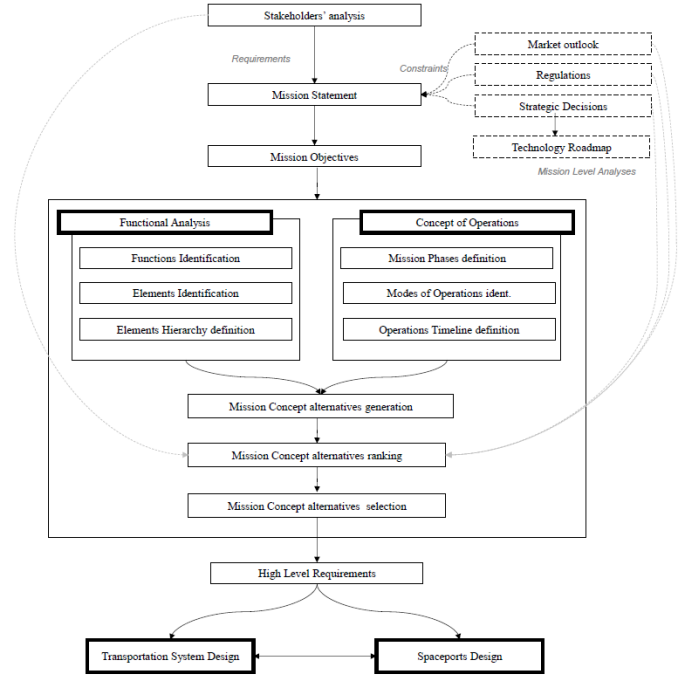 Stakeholders’ analysis
Market outlook
Requirements
Constraints
Regulations
Mission Statement
Strategic Decisions
Technology Roadmap
Mission Objectives
Mission Level Analyses
Functional Analysis
Concept of Operations
Functions Identification
Mission Phases definition
Elements Identification
Modes of Operations ident.
Elements Hierarchy definition
Operations Timeline definition
Mission Concept alternatives generation
Mission Concept alternatives ranking
Mission Concept alternatives selection
High Level Requirements
Transportation System Design
Spaceports Design